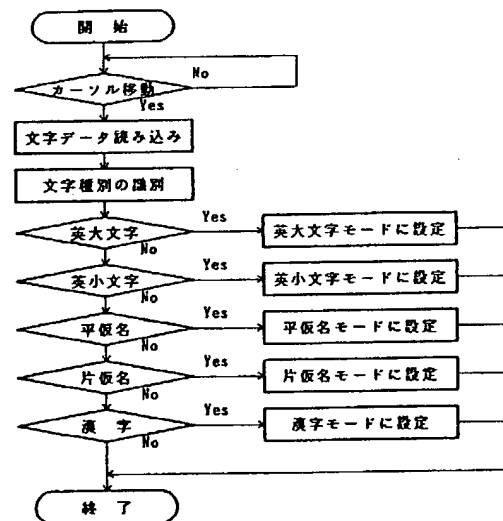 開 始
No
カーソル移動
Yes
文字データ読み込み
文字種別の識別
Yes
英大文字
英大文字モードに設定
No
Yes
英小文字
英小文字モードに設定
No
Yes
平仮名
平仮名モードに設定
No
Yes
片仮名
片仮名モードに設定
No
Yes
漢 字
漢字モードに設定
No
終 了